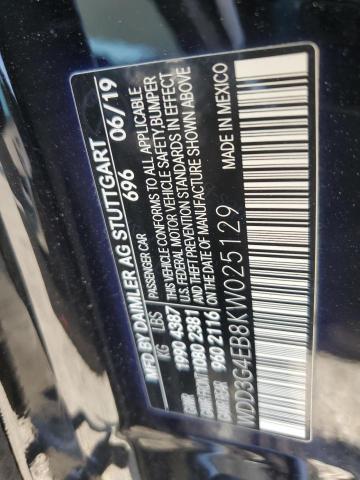 MFD BY DAIMLER AG STUTTGART 696 06/19
PASSENGER CAR THIS VEHICLE CONFORMS TO ALL APPLICABLE
KG LBS U.S. FEDERAL MOTOR VEHICLE SAFETY, BUMPER
GVWR 1990 4387 AND THEFT PREVENTION STANDARDS IN EFFECT
GAWR FRONT 1080 2381 ON THE DATE OF MANUFACTURE SHOWN ABOVE
GAWR REAR 960 2116 MADE IN MEXICO
WDD3G4EB8KW025129